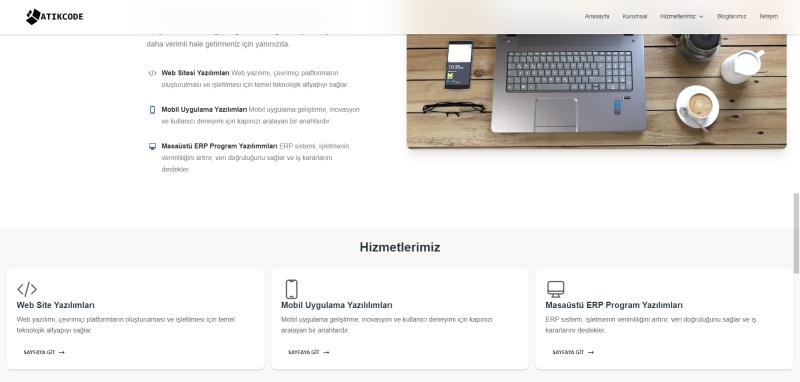 ATIKCODE
Anasayfa Kurumsal Hizmetlerimiz Bloglarımız İletişim
daha verimli hale getirmeniz için yanınızda.
Web Sitesi Yazılımları Web yazılımı, çevrimiçi platformların
oluşturulması ve işletilmesi için temel teknolojik altyapıyı sağlar.
Mobil Uygulama Yazılımları Mobil uygulama geliştirme, inovasyon
ve kullanıcı deneyimi için kapınızı aralayan bir anahtardır.
Masaüstü ERP Program Yazılımmları ERP sistemi, işletmenin
verimliliğini artırır, veri doğruluğunu sağlar ve iş kararlarını
destekler.
10:35
Hizmetlerimiz
Web Site Yazılımları
Web yazılımı, çevrimiçi platformların oluşturulması ve işletilmesi için temel
teknolojik altyapıyı sağlar.
SAYFAYA GİT →
Mobil Uygulama Yazılılımları
Mobil uygulama geliştirme, inovasyon ve kullanıcı deneyimi için kapınızı
aralayan bir anahtardır.
SAYFAYA GİT →
Masaüstü ERP Program Yazılımları
ERP sistemi, işletmenin verimliliğini artırır, veri doğruluğunu sağlar ve iş
kararlarını destekler.
SAYFAYA GİT →